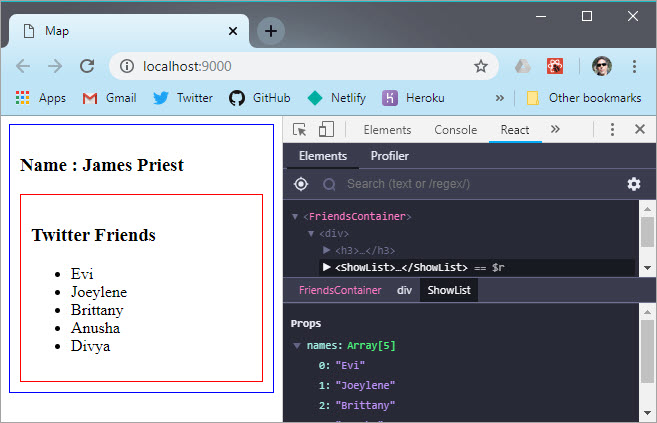 Map
localhost:9000
Apps Gmail Twitter GitHub Netlify Heroku » Other bookmarks
Name : James Priest
Twitter Friends
Evi
Joeylene
Brittany
Anusha
Divya
Elements Console React »
Elements Profiler
Search (text or /regex/)
<FriendsContainer>
<div>
<h3>…</h3>
<ShowList>…</ShowList> == $r
FriendsContainer div ShowList
Props
names: Array[5]
0: "Evi"
1: "Joeylene"
2: "Brittany"